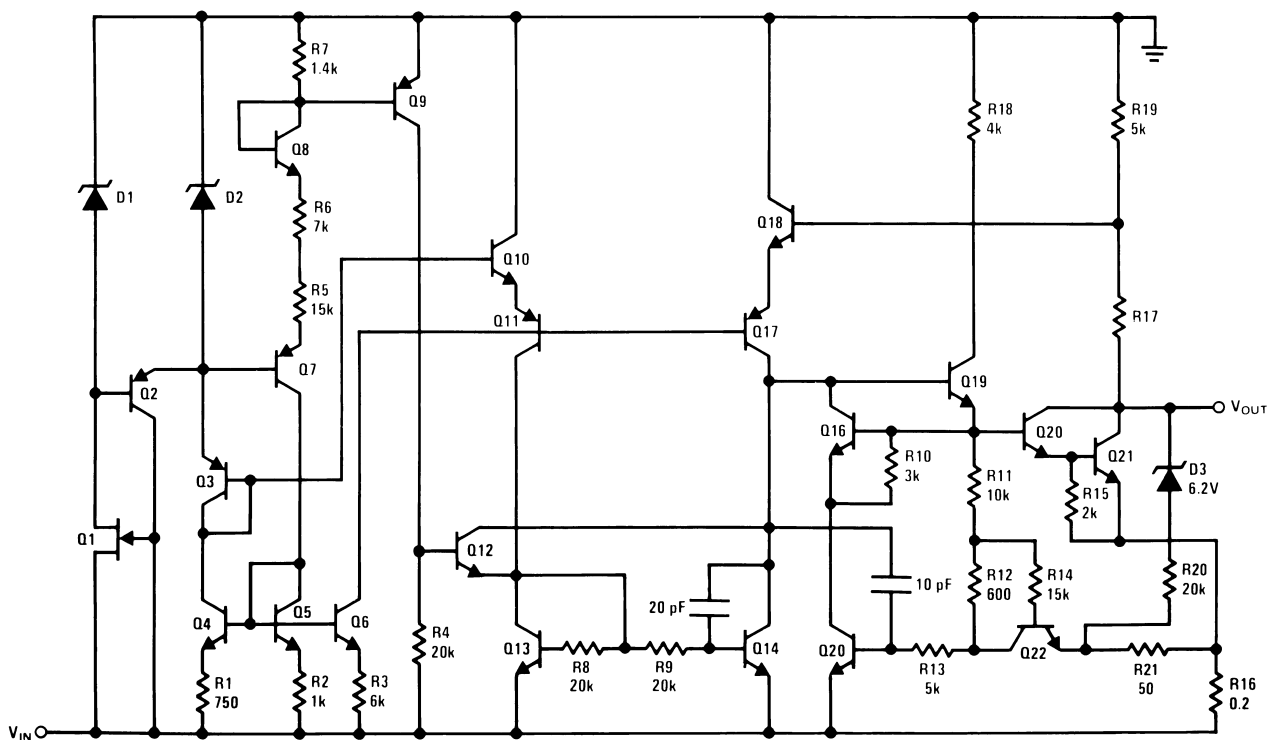 R7
1.4k
Q9
R18
4k
R19
5k
Q8
D1
D2
R6
7k
Q18
Q10
R5
15k
Q11
R17
Q17
Q7
Q2
Q19
VOUT
Q16
Q20
Q21
R10
3k
R11
10k
R15
2k
D3
6.2V
Q3
Q1
Q12
10 pF
R12
600
R14
15k
R20
20k
20 pF
Q4
Q5
Q6
R4
20k
Q13
R8
20k
R9
20k
Q14
Q20
R13
5k
Q22
R21
50
R1
750
R2
1k
R3
6k
R16
0.2
VIN